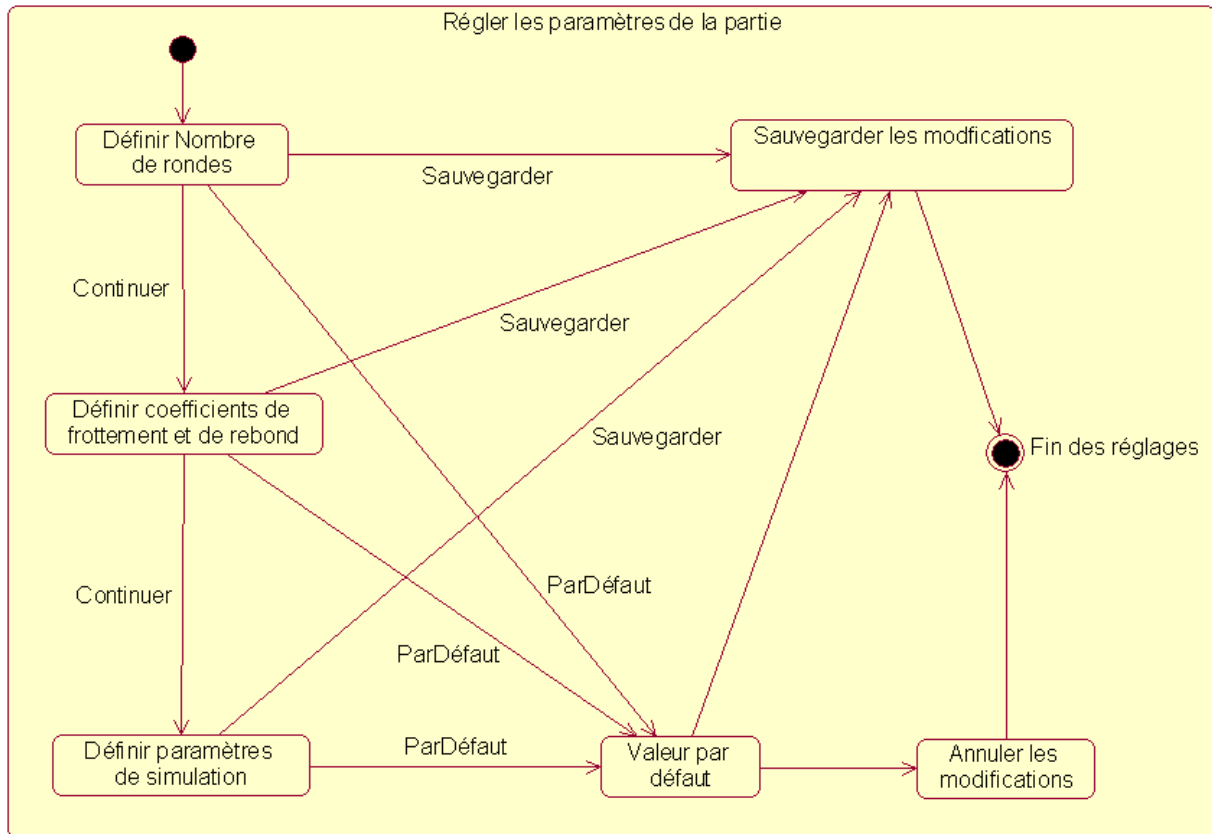 Régler les paramètres de la partie
Définir Nombre
de rondes
Sauvegarder les modfications
Sauvegarder
Continuer
Sauvegarder
Définir coefficients de
frottement et de rebond
Sauvegarder
Fin des réglages
ParDéfaut
Continuer
ParDéfaut
Définir paramètres
de simulation
ParDéfaut
Valeur par
défaut
Annuler les
modifications